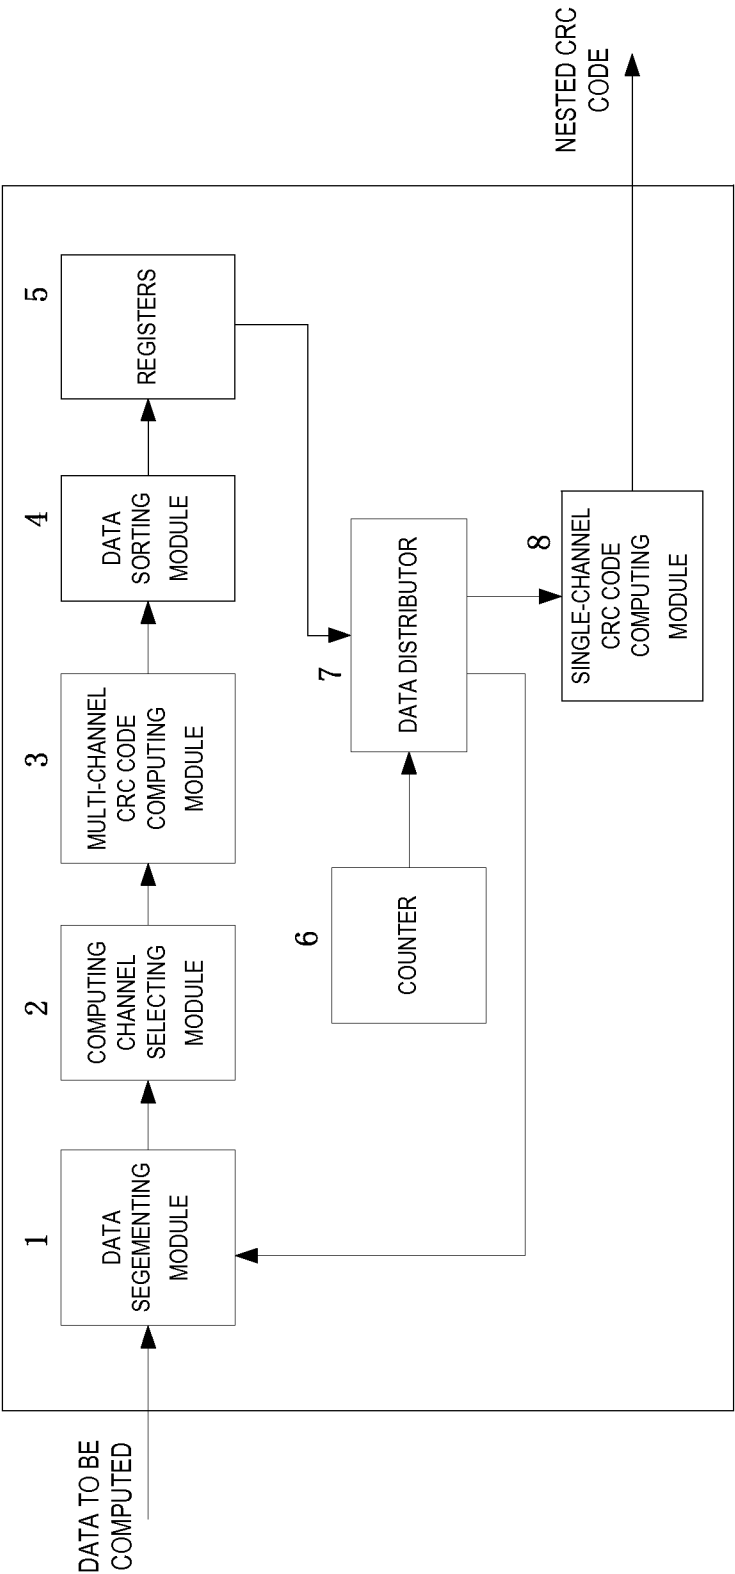 DATA TO BE
COMPUTED
1
DATA
SEGEMENTING
MODULE
2
COMPUTING
CHANNEL
SELECTING
MODULE
3
MULTI-CHANNEL
CRC CODE
COMPUTING
MODULE
4
DATA
SORTING
MODULE
5
REGISTERS
6
COUNTER
7
DATA DISTRIBUTOR
8
SINGLE-CHANNEL
CRC CODE
COMPUTING
MODULE
NESTED CRC
CODE